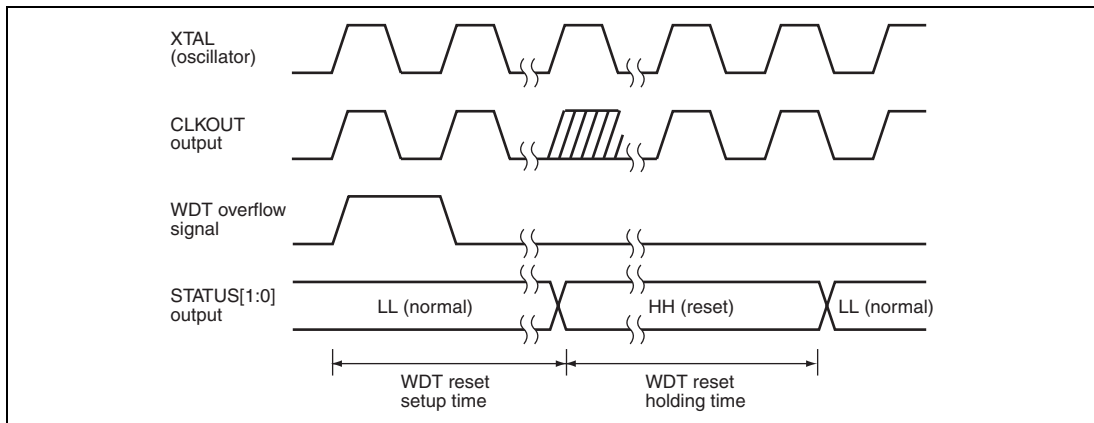 XTAL
(oscillator)
CLKOUT
output
WDT overflow
signal
STATUS[1:0]
output
LL (normal)
HH (reset)
LL (normal)
WDT reset
setup time
WDT reset
holding time